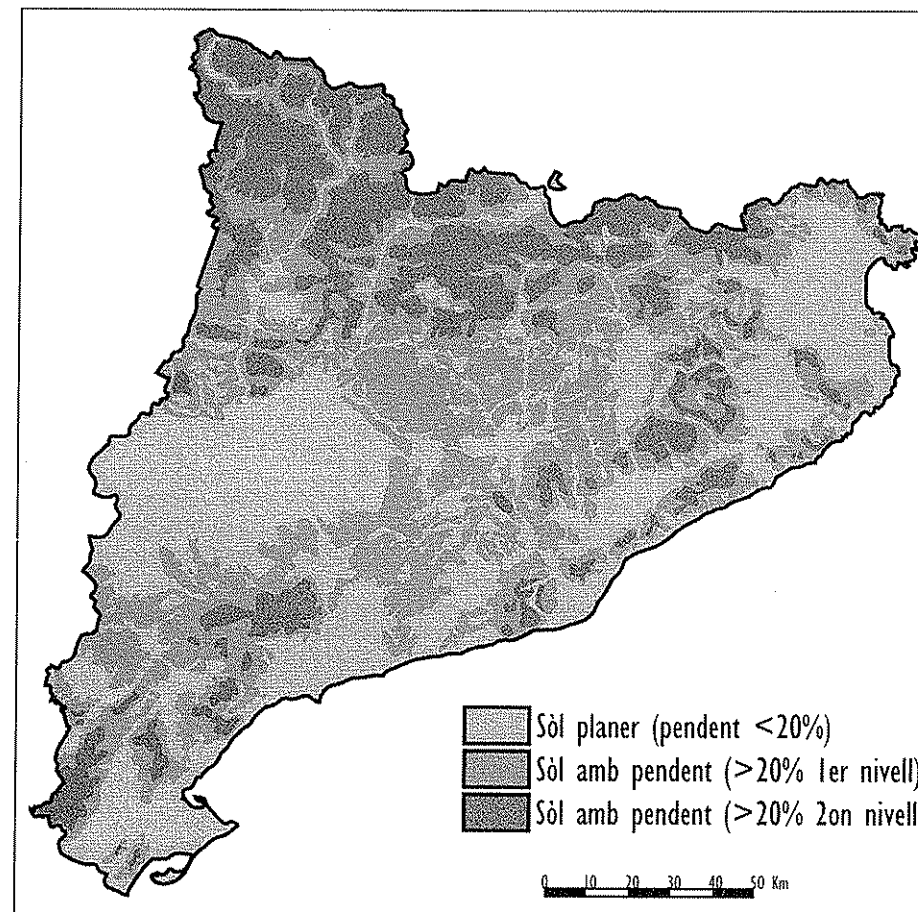 Sòl planer (pendent <20%)
Sòl amb pendent (>20% 1er nivell)
Sòl amb pendent (>20% 2on nivell
0 10 20 30 40 50 Km